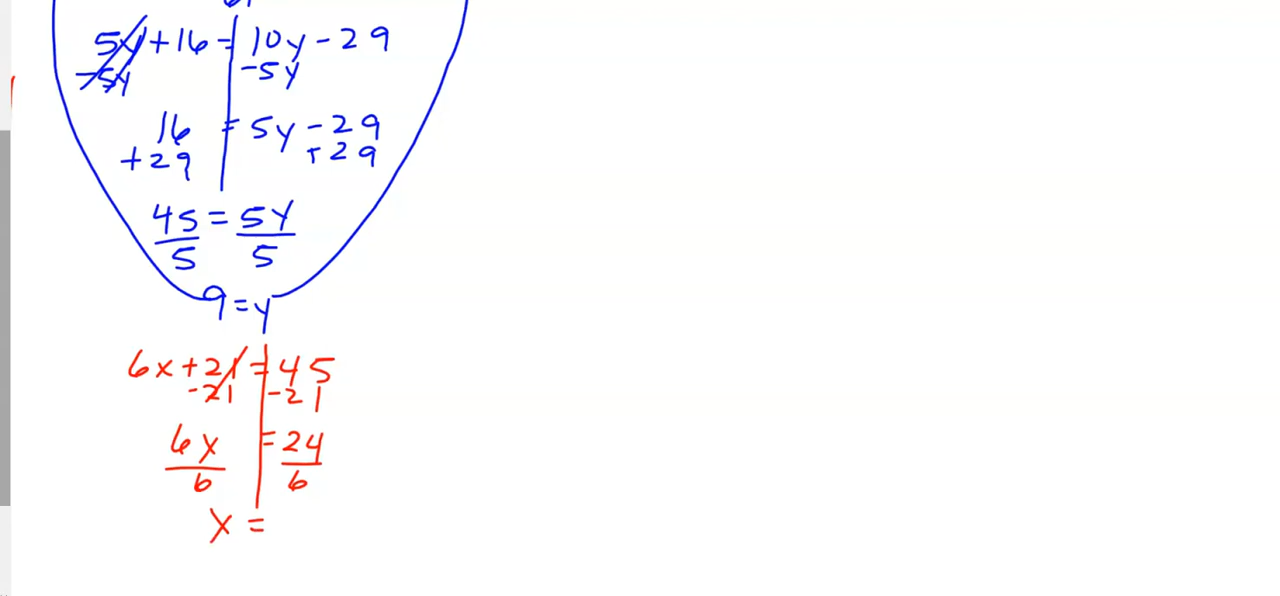 5y+16=10y-29
-5y -5y
16 = 5y-29
+29 +29
45 = 5y
5 5
9=y
6x+21=45
-21 -21
6x =24
6 6
x =